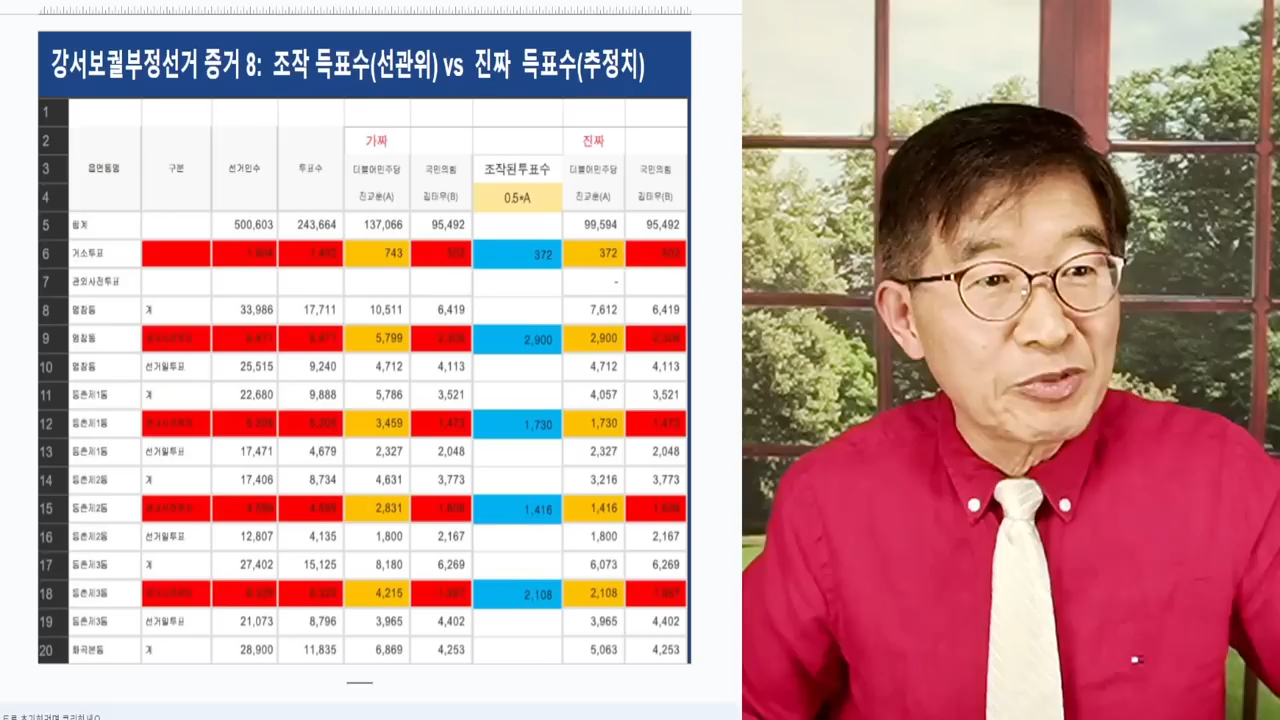 강서보궐부정선거 증거 8: 조작 득표수(선관위) vs 진짜 득표수(추정치)
1
2 가짜 진짜
3 읍면동명 구분 선거인수 투표수 더불어민주당 국민의힘 조작된투표수 더불어민주당 국민의힘
4 진교훈(A) 김태우(B) 0.5*A 진교훈(A) 김태우(B)
5 합계 500,603 243,664 137,066 95,492 99,594 95,492
6 거소투표 743 372 372
7 관외사전투표 -
8 염창동 계 33,986 17,711 10,511 6,419 7,612 6,419
9 염창동 5,799 2,900 2,900
10 염창동 선거일투표 25,515 9,240 4,712 4,113 4,712 4,113
11 등촌제1동 계 22,680 9,888 5,786 3,521 4,057 3,521
12 등촌제1동 3,459 1,730 1,730
13 등촌제1동 선거일투표 17,471 4,679 2,327 2,048 2,327 2,048
14 등촌제2동 계 17,406 8,734 4,631 3,773 3,216 3,773
15 등촌제2동 2,831 1,416 1,416
16 등촌제2동 선거일투표 12,807 4,135 1,800 2,167 1,800 2,167
17 등촌제3동 계 27,402 15,125 8,180 6,269 6,073 6,269
18 등촌제3동 4,215 2,108 2,108
19 등촌제3동 선거일투표 21,073 8,796 3,965 4,402 3,965 4,402
20 화곡본동 계 28,900 11,835 6,869 4,253 5,063 4,253